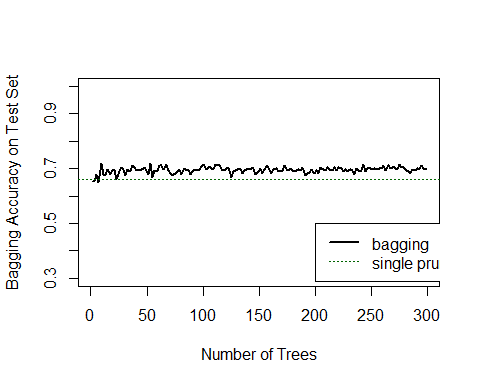 Bagging Accuracy on Test Set
0.9
0.7
0.5
0.3
bagging
single pru
0 50 100 150 200 250 300
Number of Trees